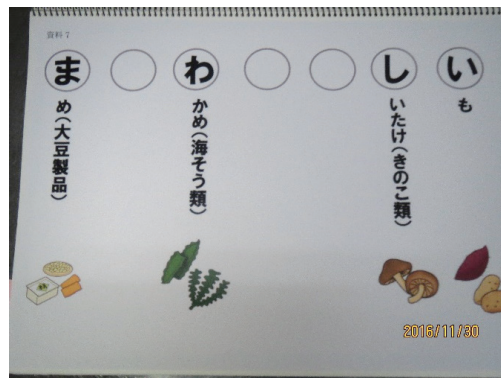 資料7
ま
わ
し
い
め(大豆製品)
かめ(海そう類)
いたけ(きのこ類)
も
2016/11/30